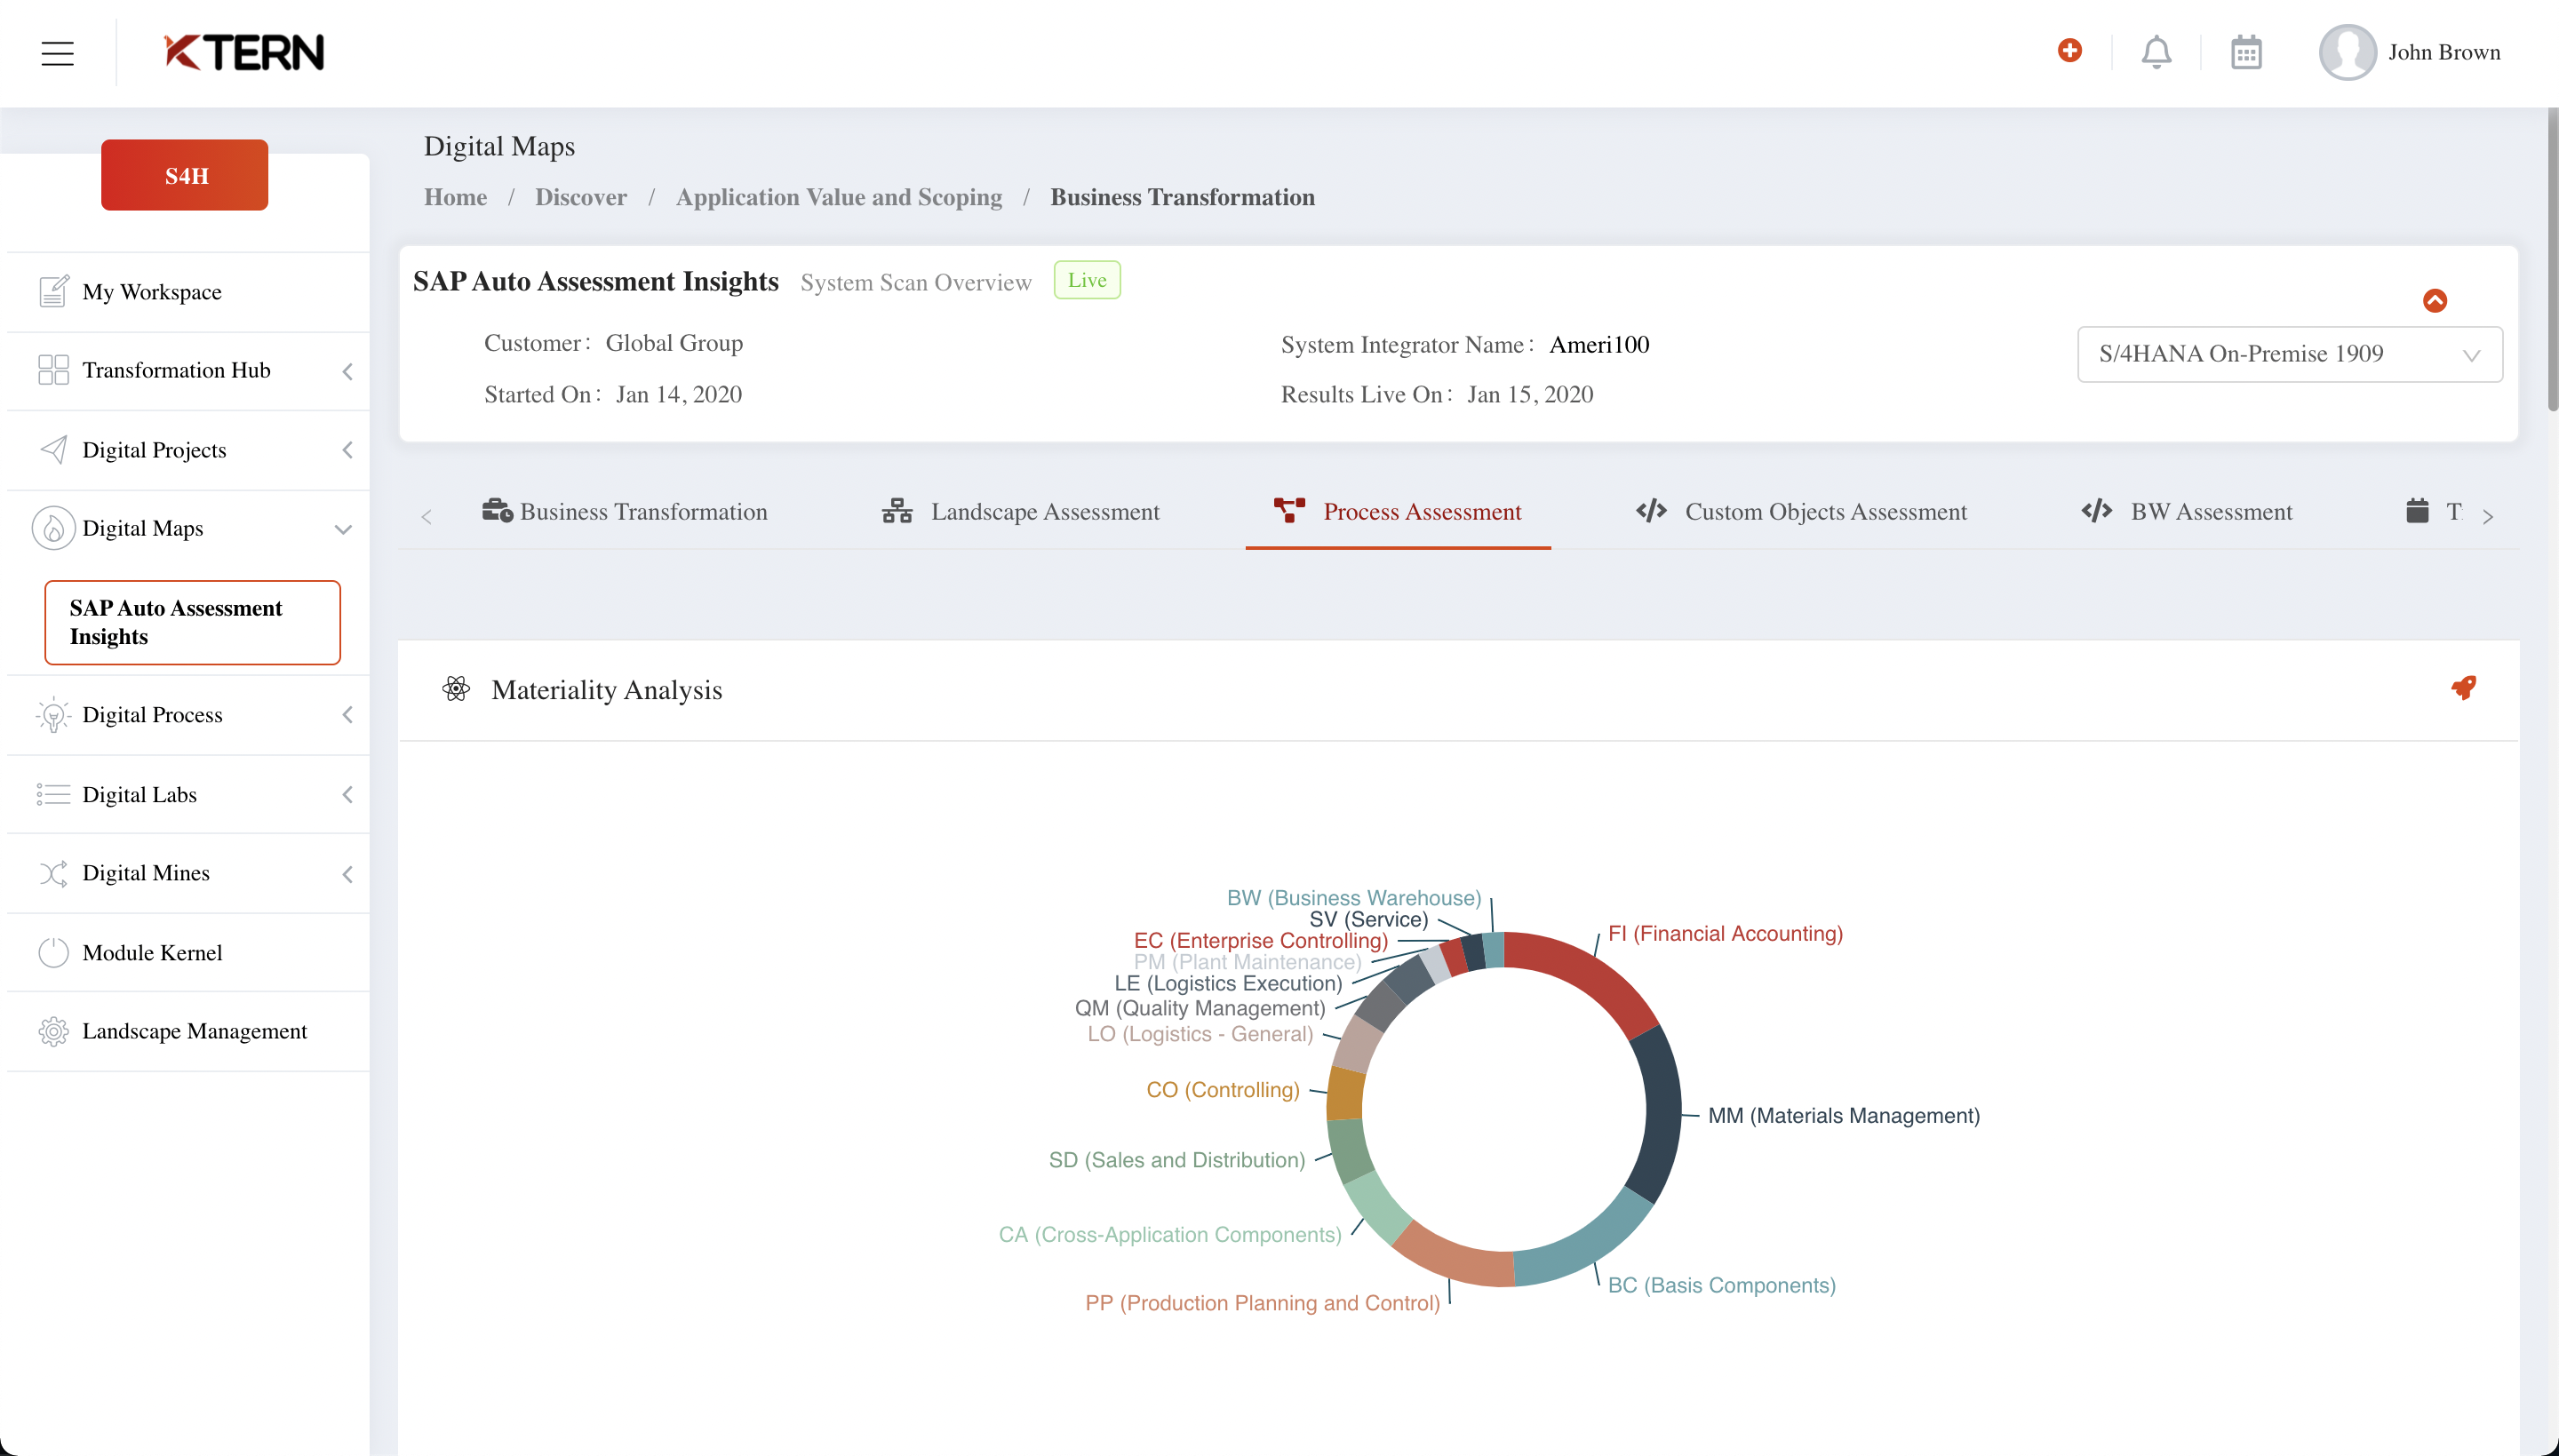 KTERN
John Brown
S4H
My Workspace
Transformation Hub
Digital Projects
Digital Maps
SAP Auto Assessment
Insights
Digital Process
Digital Labs
Digital Mines
Module Kernel
Landscape Management
Digital Maps
Home / Discover / Application Value and Scoping / Business Transformation
SAP Auto Assessment Insights System Scan Overview Live
Customer : Global Group
System Integrator Name : Ameri100
S/4HANA On-Premise 1909
Started On : Jan 14, 2020
Results Live On : Jan 15, 2020
Business Transformation
Landscape Assessment
Process Assessment
Custom Objects Assessment
BW Assessment
T
Materiality Analysis
BW (Business Warehouse)
SV (Service)
FI (Financial Accounting)
EC (Enterprise Controlling)
PM (Plant Maintenance)
LE (Logistics Execution)
QM (Quality Management)
LO (Logistics - General)
CO (Controlling)
MM (Materials Management)
SD (Sales and Distribution)
CA (Cross-Application Components)
BC (Basis Components)
PP (Production Planning and Control)